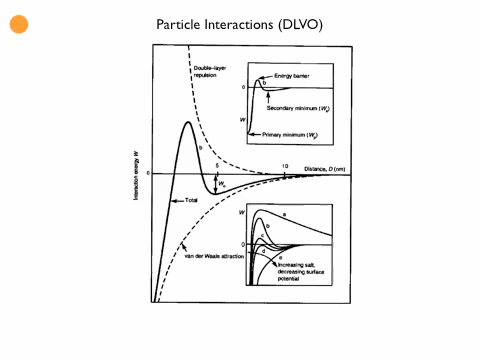 Particle Interactions (DLVO)
Double-layer
repulsion
Energy barrier
b
0
Secondary minimum (Ws)
W
Primary minimum (Wp)
Interaction energy W
b
0
5
10
Distance, D (nm)
Ws
Total
W
a
b
c
0
d
e
Increasing salt,
decreasing surface
potential
van der Waals attraction